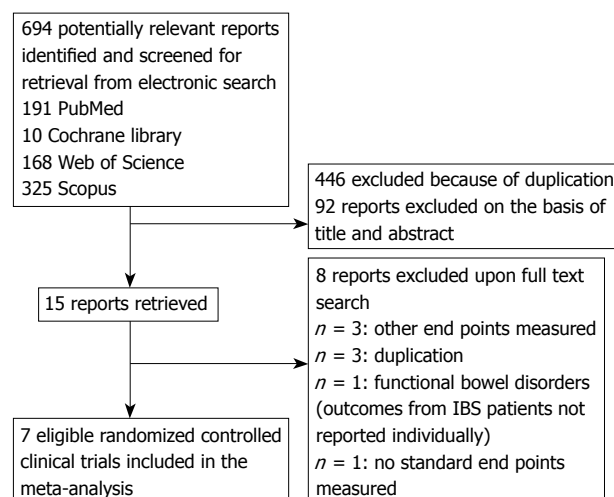 694 potentially relevant reports
identified and screened for
retrieval from electronic search
191 PubMed
10 Cochrane library
168 Web of Science
325 Scopus
446 excluded because of duplication
92 reports excluded on the basis of
title and abstract
15 reports retrieved
8 reports excluded upon full text
search
n = 3: other end points measured
n = 3: duplication
n = 1: functional bowel disorders
(outcomes from IBS patients not
reported individually)
n = 1: no standard end points
measured
7 eligible randomized controlled
clinical trials included in the
meta-analysis